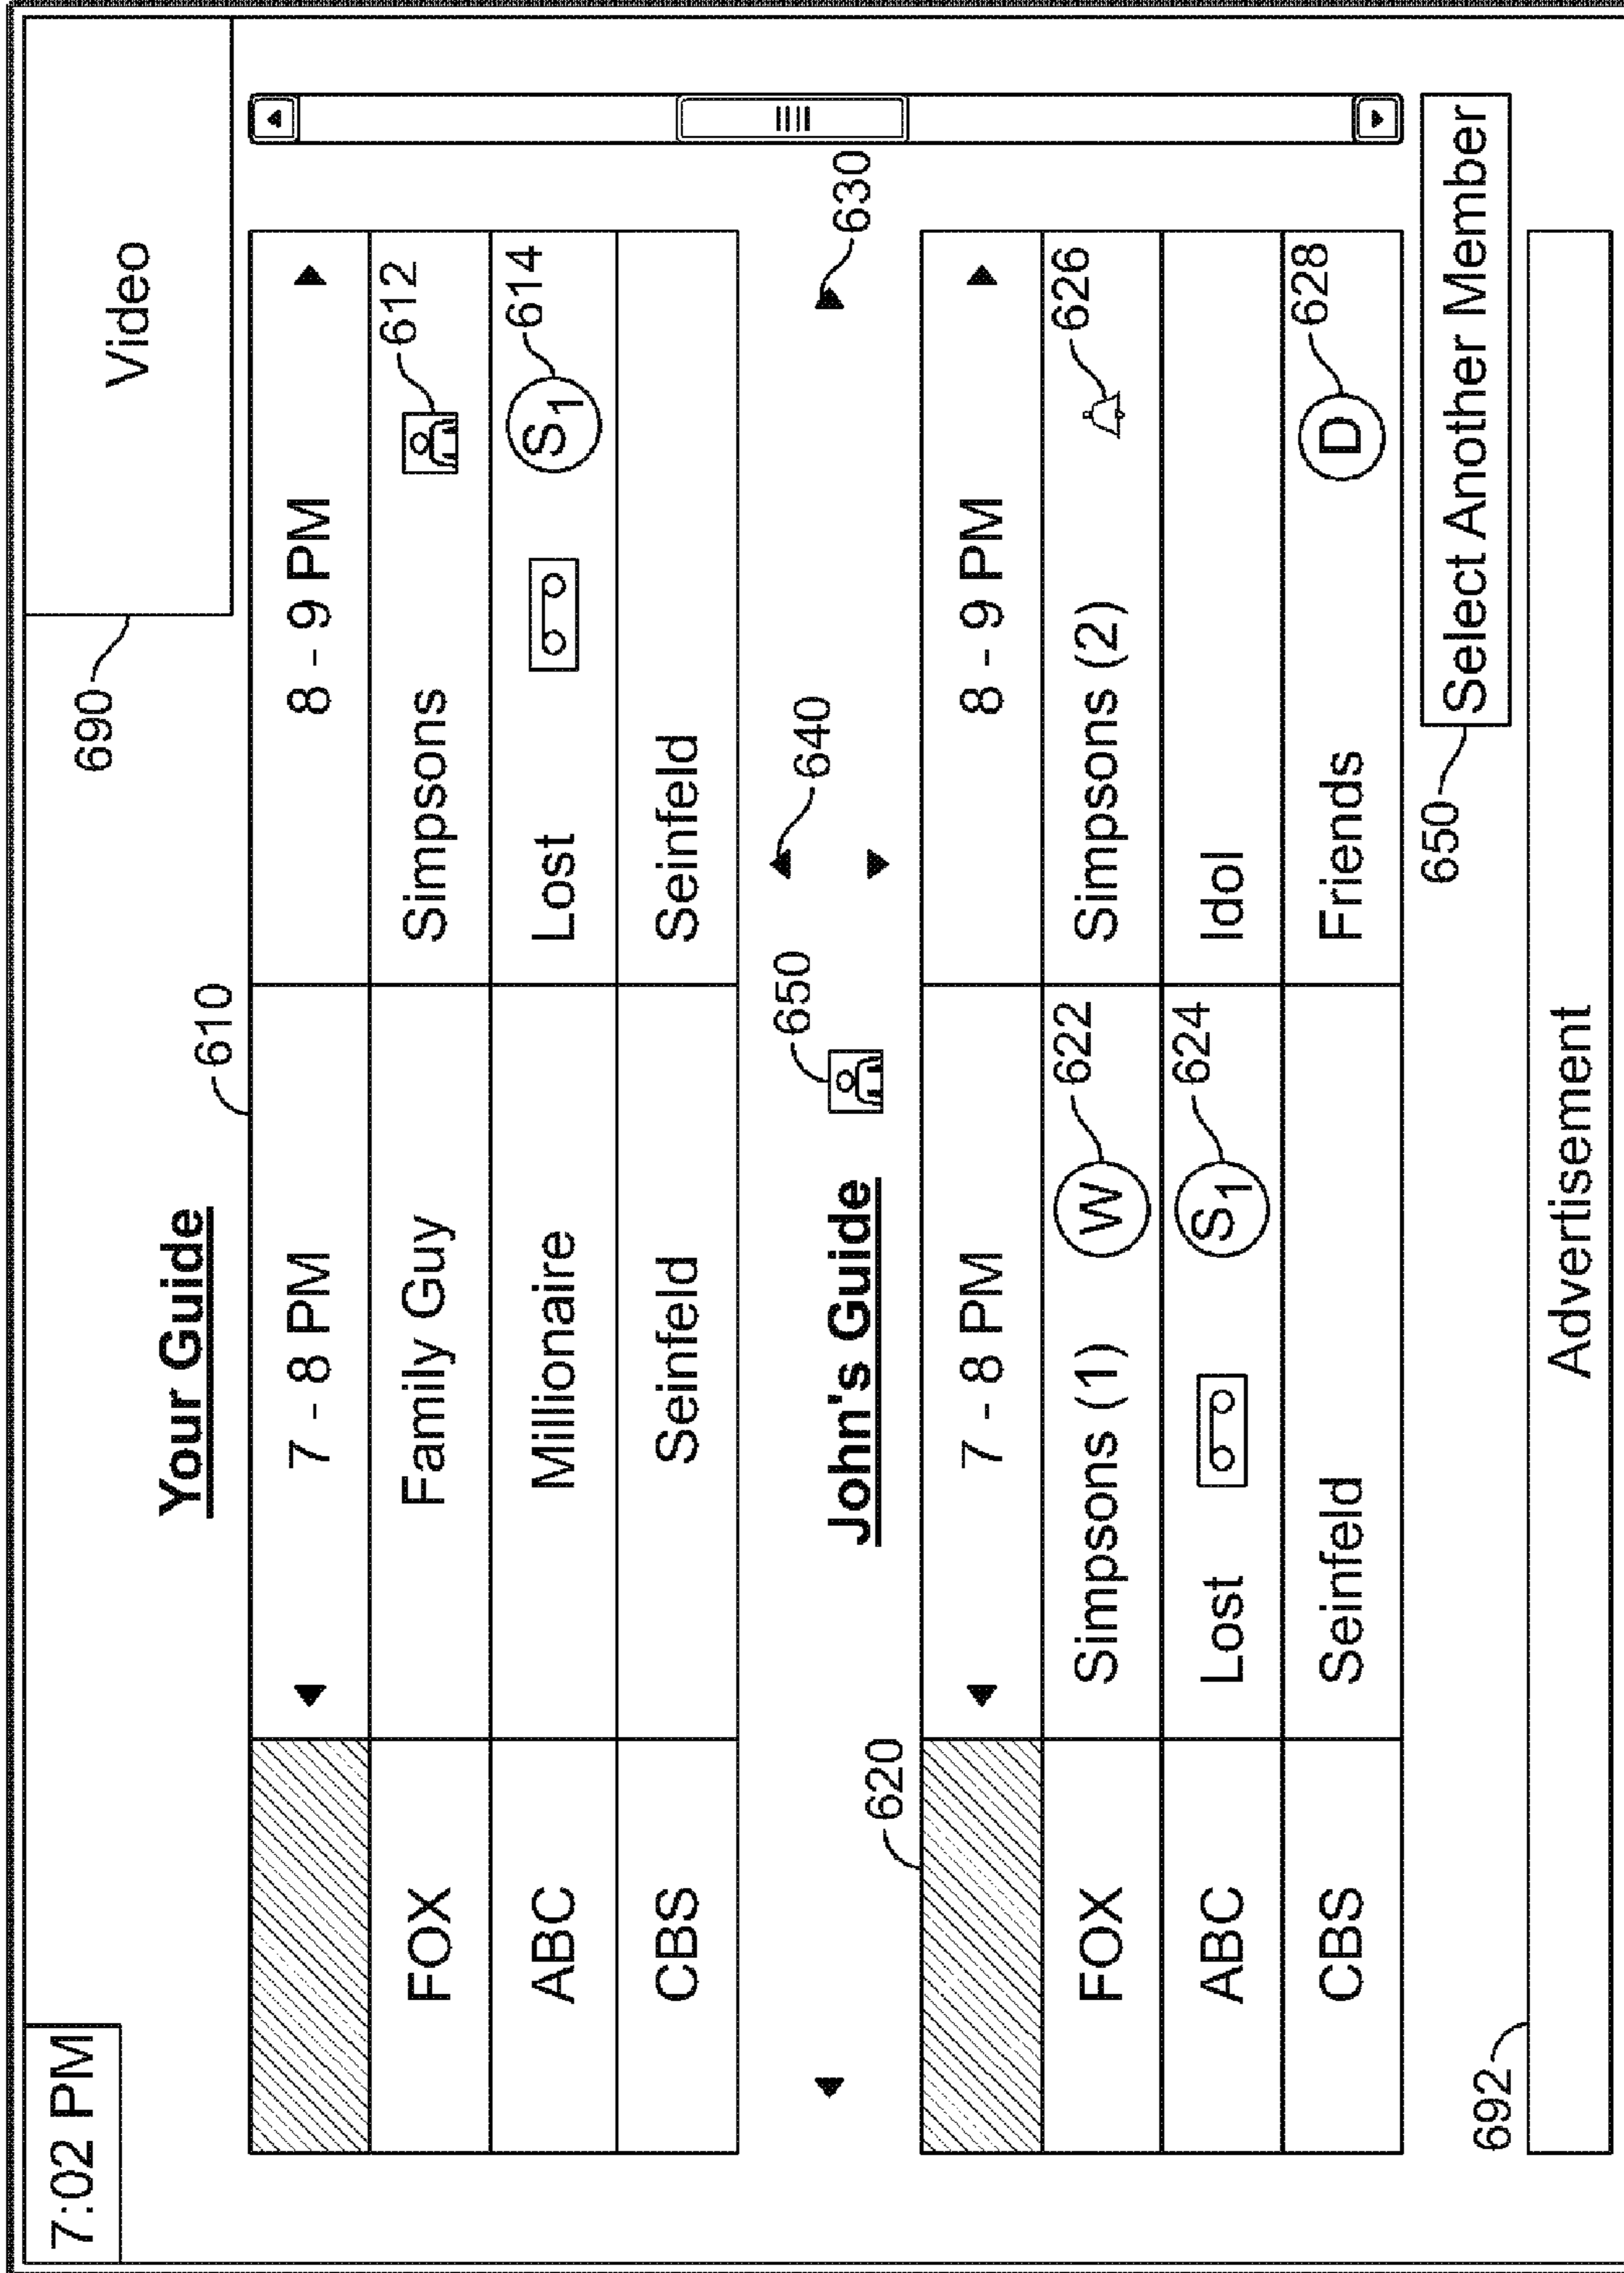 7:02 PM
Video
690
Your Guide
610
7 - 8 PM 8 - 9 PM
FOX Family Guy Simpsons 612
ABC Millionaire Lost S1 614
CBS Seinfeld Seinfeld
640
650
John's Guide
630
620
7 - 8 PM 8 - 9 PM
FOX Simpsons (1) W 622 Simpsons (2) 626
ABC Lost S1 624 Idol
CBS Seinfeld Friends D 628
650 Select Another Member
692
Advertisement